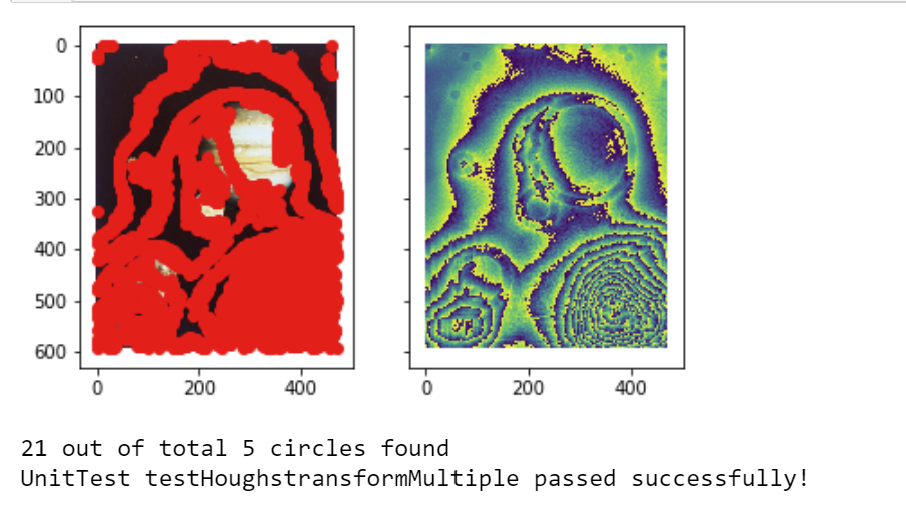 0
100
200
300
400
500
600
0 200 400
0 200 400
21 out of total 5 circles found
UnitTest testHoughstransformMultiple passed successfully!